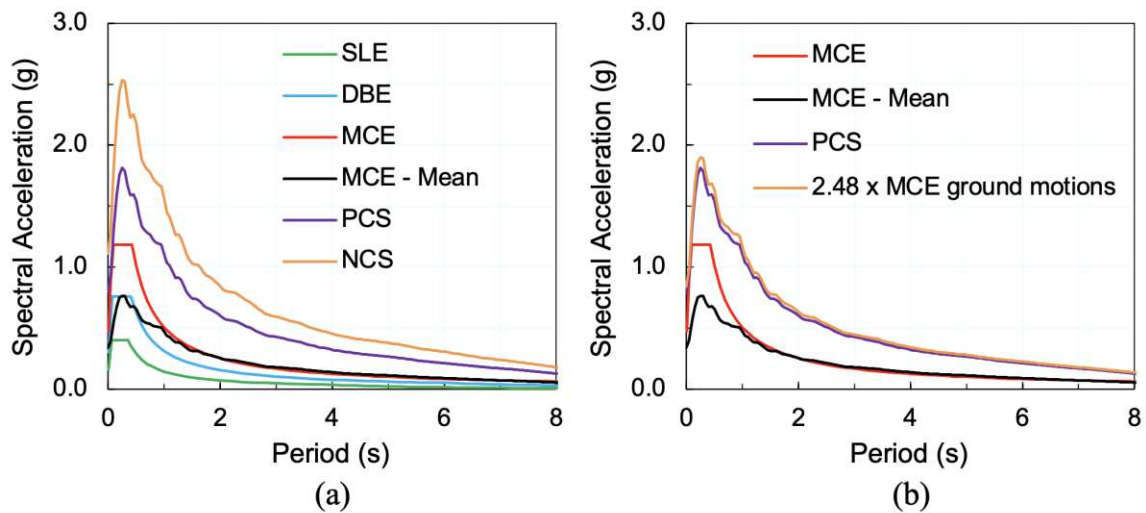 3.0
2.0
1.0
0.0
Spectral Acceleration (g)
SLE
DBE
MCE
MCE - Mean
PCS
NCS
0 2 4 6 8
Period (s)
(a)
3.0
2.0
1.0
0.0
Spectral Acceleration (g)
MCE
MCE - Mean
PCS
2.48 x MCE ground motions
0 2 4 6 8
Period (s)
(b)